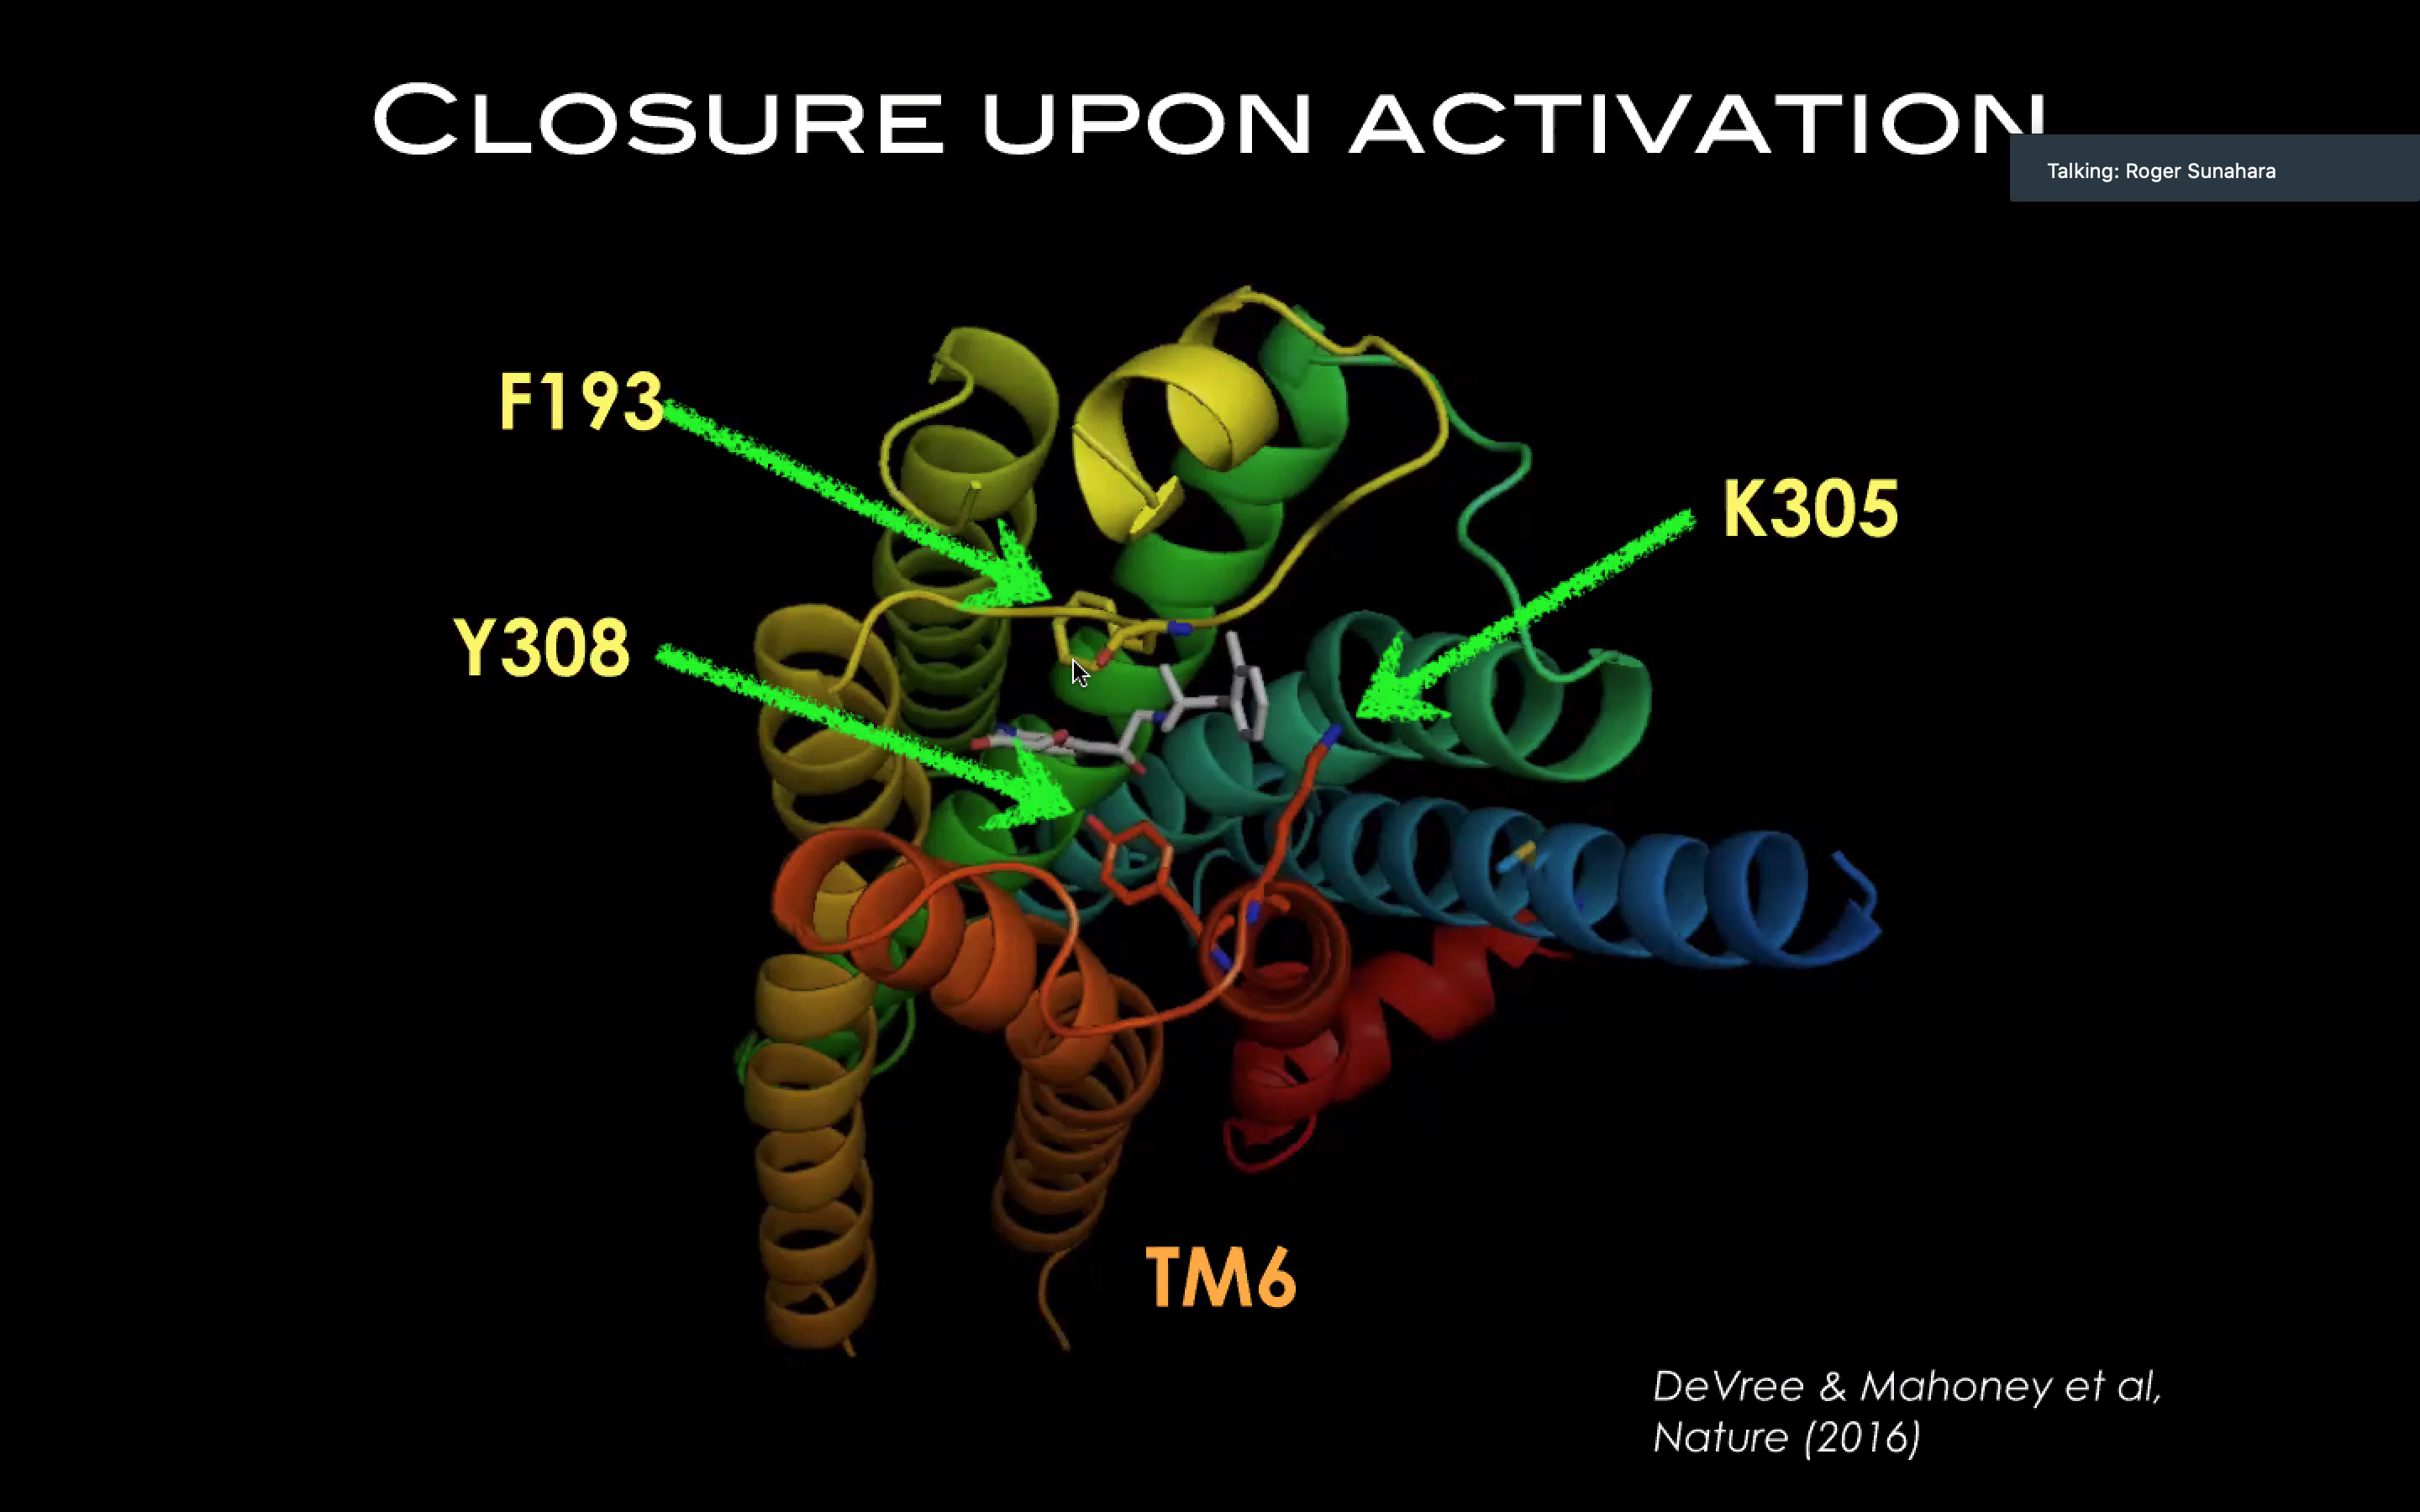 CLOSURE UPON ACTIVATION
Talking: Roger Sunahara
F193
K305
Y308
TM6
DeVree & Mahoney et al,
Nature (2016)